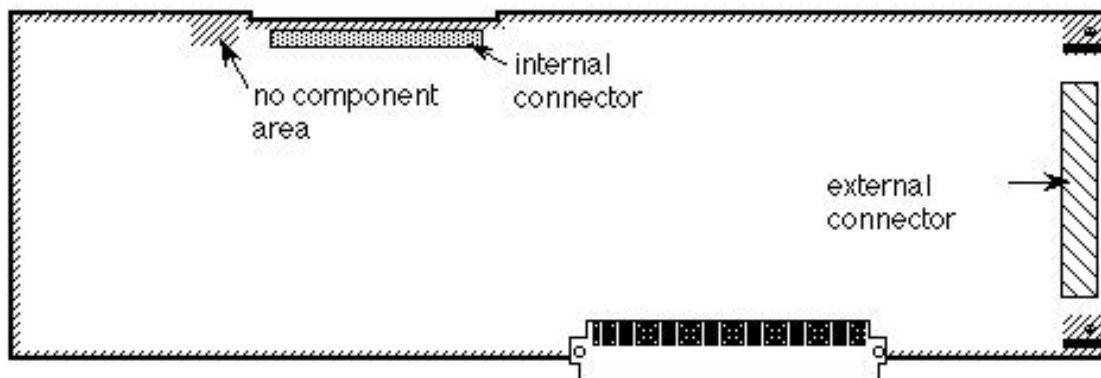 internal
connector
no component
area
external
connector